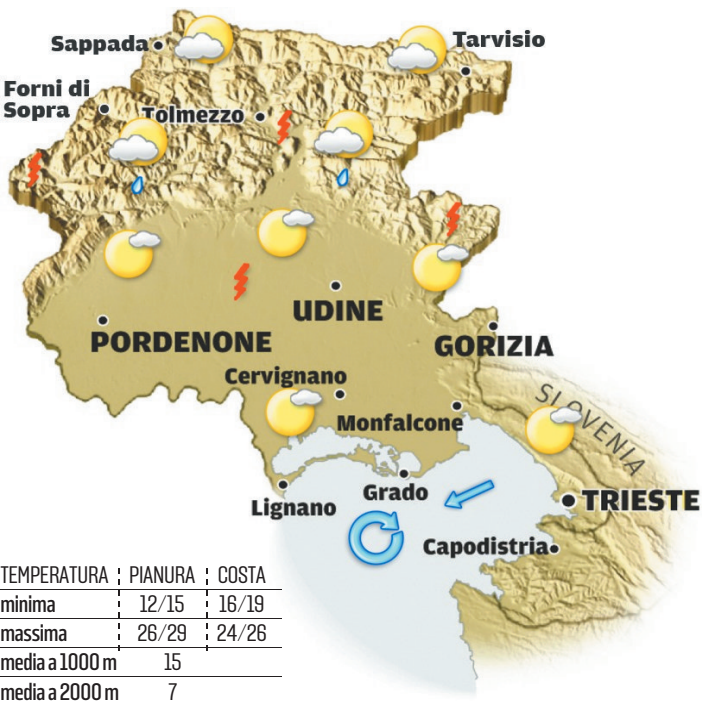 Sappada
Tarvisio
Forni di
Sopra
Tolmezzo
UDINE
PORDENONE
GORIZIA
Cervignano
Monfalcone
SLOVENIA
Lignano
Grado
TRIESTE
Capodistria
TEMPERATURA PIANURA COSTA
minima 12/15 16/19
massima 26/29 24/26
media a 1000 m 15
media a 2000 m 7